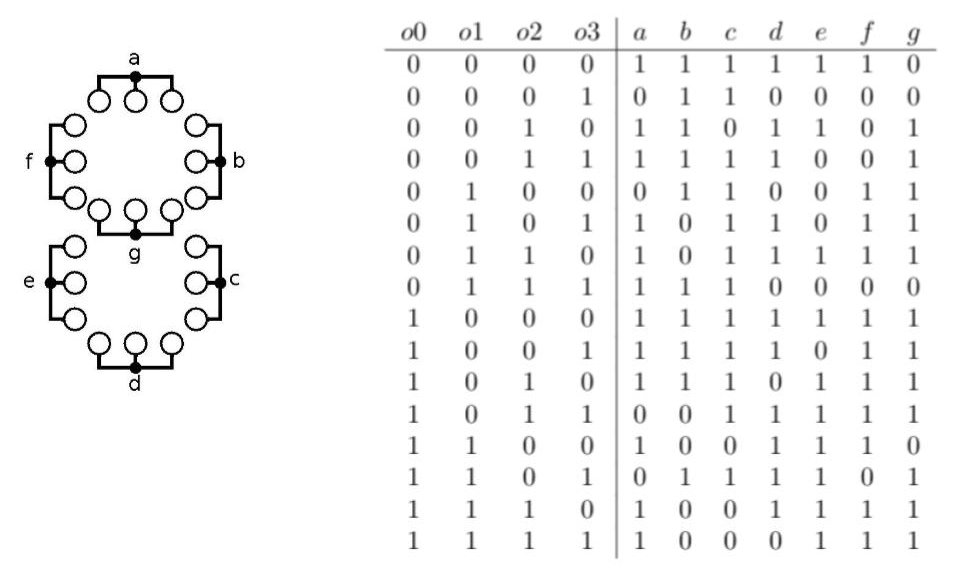 a
f
b
g
e
c
d
o0 o1 o2 o3 a b c d e f g
0 0 0 0 1 1 1 1 1 1 0
0 0 0 1 0 1 1 0 0 0 0
0 0 1 0 1 1 0 1 1 0 1
0 0 1 1 1 1 1 1 0 0 1
0 1 0 0 0 1 1 0 0 1 1
0 1 0 1 1 0 1 1 0 1 1
0 1 1 0 1 0 1 1 1 1 1
0 1 1 1 1 1 1 0 0 0 0
1 0 0 0 1 1 1 1 1 1 1
1 0 0 1 1 1 1 1 0 1 1
1 0 1 0 1 1 1 0 1 1 1
1 0 1 1 0 0 1 1 1 1 1
1 1 0 0 1 0 0 1 1 1 0
1 1 0 1 0 1 1 1 1 0 1
1 1 1 0 1 0 0 1 1 1 1
1 1 1 1 1 0 0 0 1 1 1